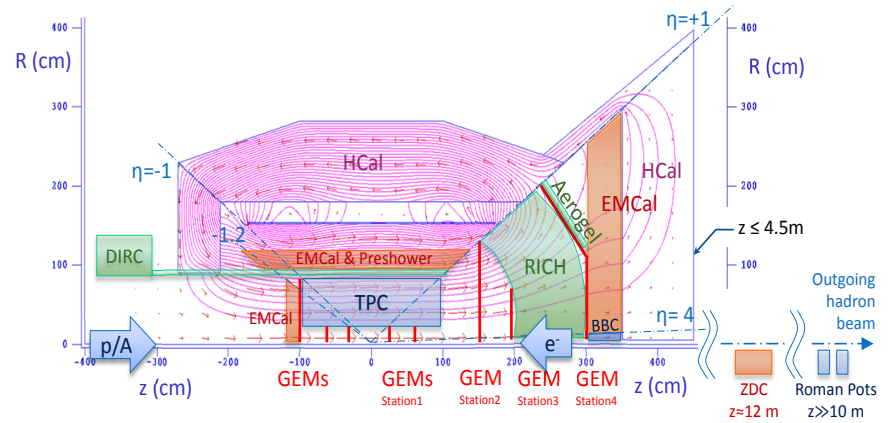 400
R (cm)
300
200
100
0
η=-1
-1.2
HCal
η=+1
400
R (cm)
300
200
100
0
HCal
EMCal
Aerogel
RICH
z ≤ 4.5m
DIRC
EMCal & Preshower
TPC
EMCal
BBC
η= 4
Outgoing
hadron
beam
p/A
e-
-300
-200
-100
0
100
200
300
400
z (cm)
GEMs
GEMs
Station1
GEM
Station2
GEM
Station3
GEM
Station4
z (cm)
ZDC
z≈12 m
Roman Pots
z≫10 m